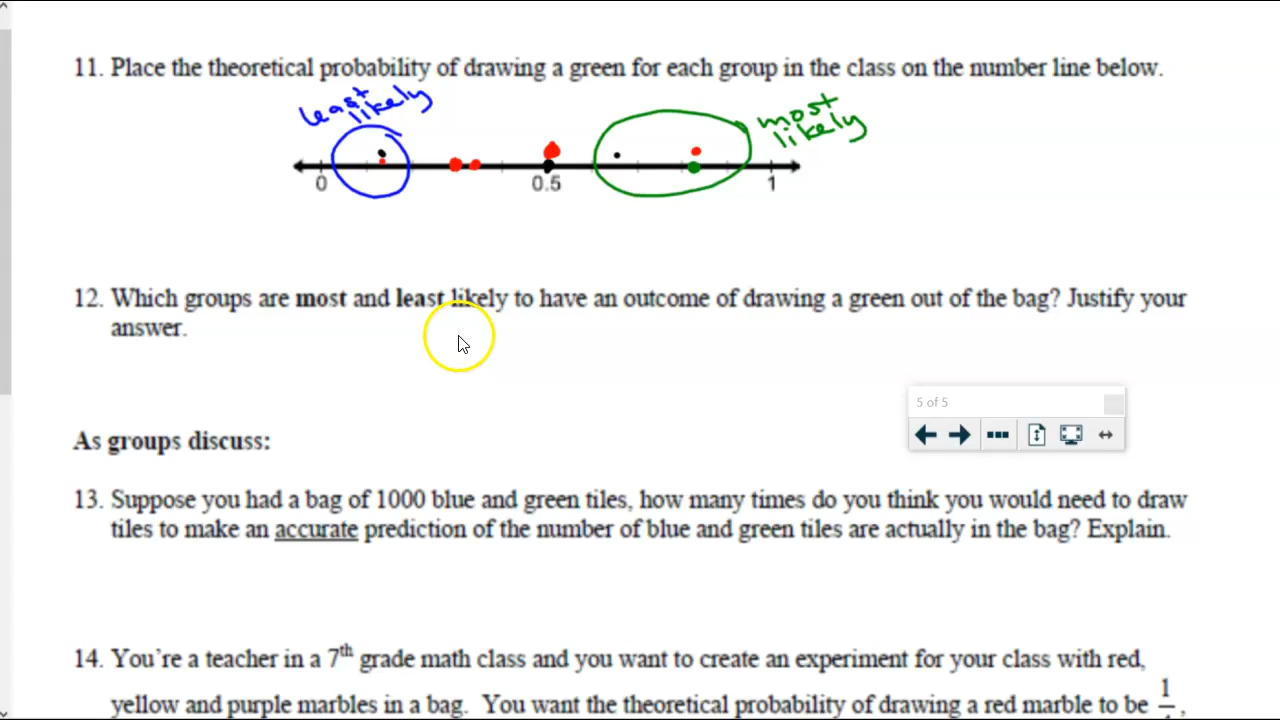 11. Place the theoretical probability of drawing a green for each group in the class on the number line below.
least likely
most likely
0 0.5 1
12. Which groups are most and least likely to have an outcome of drawing a green out of the bag? Justify your
answer.
5 of 5
As groups discuss:
13. Suppose you had a bag of 1000 blue and green tiles, how many times do you think you would need to draw
tiles to make an accurate prediction of the number of blue and green tiles are actually in the bag? Explain.
14. You're a teacher in a 7th grade math class and you want to create an experiment for your class with red,
yellow and purple marbles in a bag. You want the theoretical probability of drawing a red marble to be